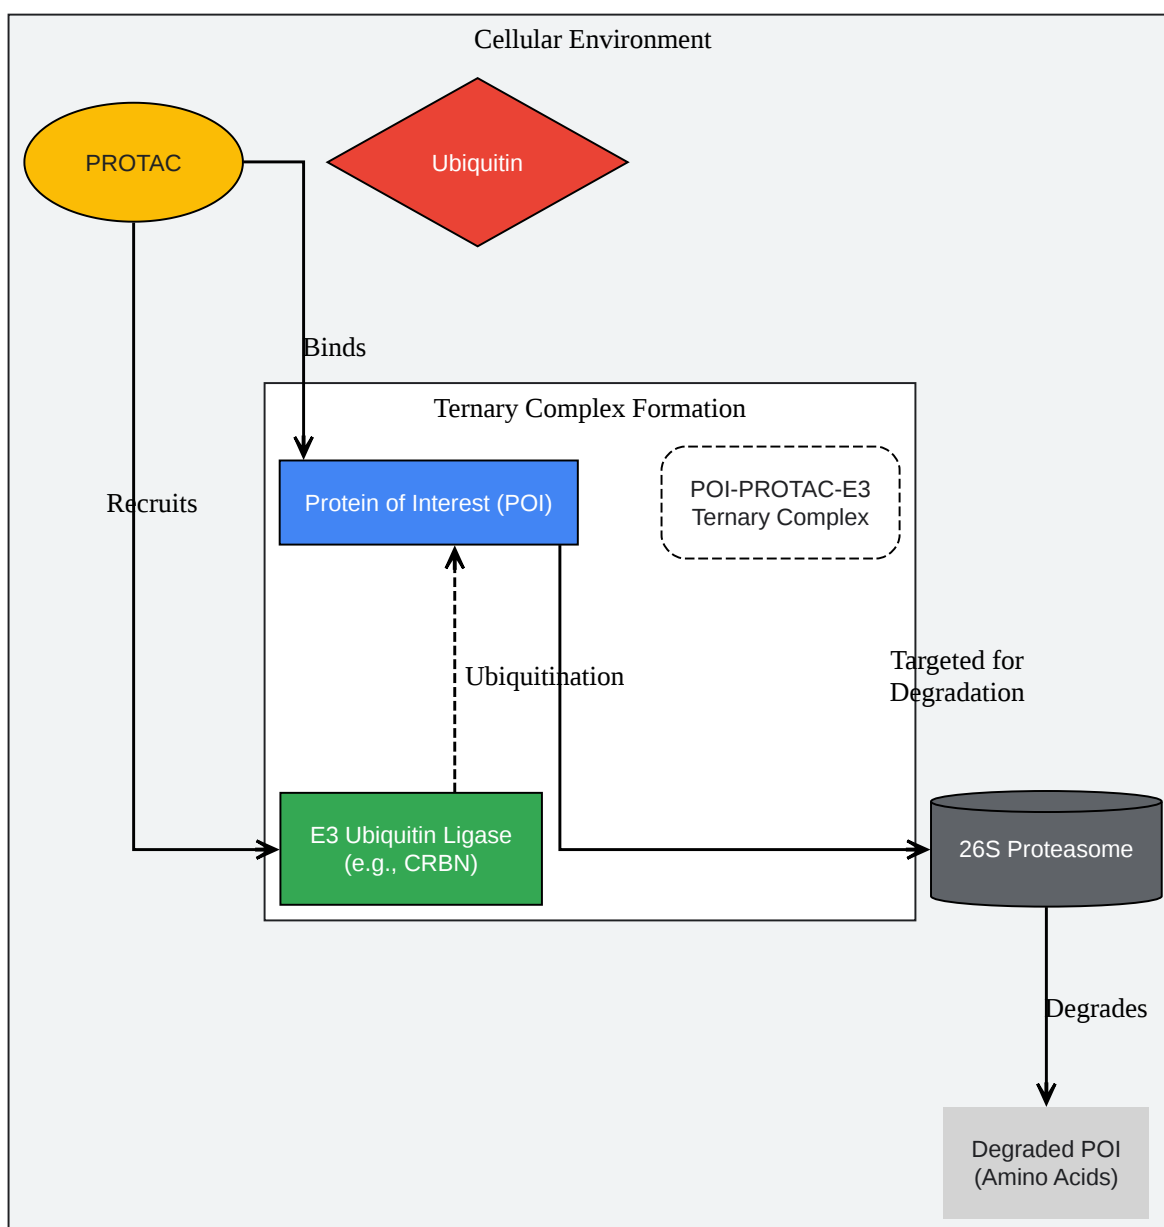 Cellular Environment
PROTAC
Ubiquitin
Binds
Ternary Complex Formation
Recruits
Protein of Interest (POI)
POI-PROTAC-E3
Ternary Complex
Ubiquitination
Targeted for
Degradation
E3 Ubiquitin Ligase
(e.g., CRBN)
26S Proteasome
Degrades
Degraded POI
(Amino Acids)